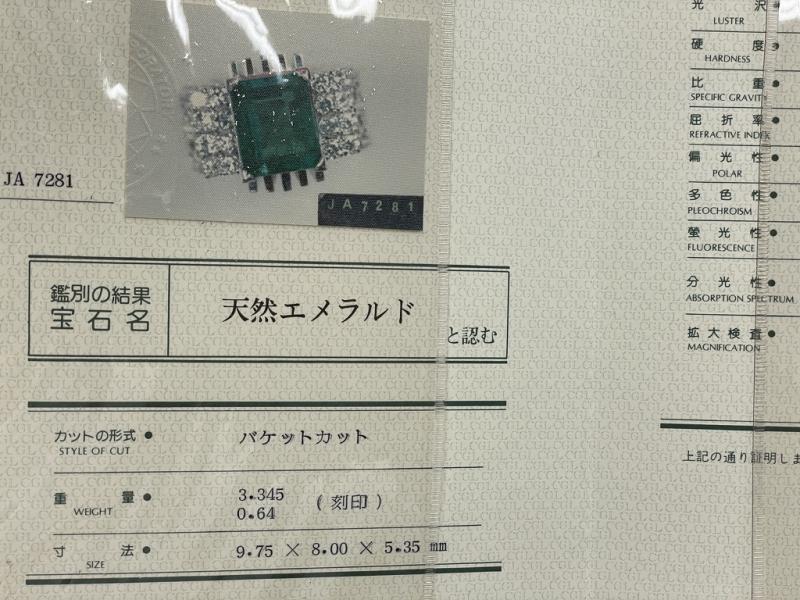 JA 7281
JA7281
鑑別の結果
宝石名
天然エメラルド
と認む
カットの形式
STYLE OF CUT
バケットカット
重量
WEIGHT
3.345
0.64
(刻印)
寸法
SIZE
9.75 × 8.00 × 5.35 mm
光沢
LUSTER
硬度
HARDNESS
比重
SPECIFIC GRAVITY
屈折率
REFRACTIVE INDEX
偏光性
POLAR
多色性
PLEOCHROISM
螢光性
FLUORESCENCE
分光性
ABSORPTION SPECTRUM
拡大検査
MAGNIFICATION
上記の通り証明しま